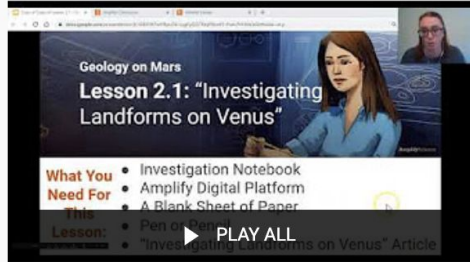 Geology on Mars
Lesson 2.1: "Investigating
Landforms on Venus"
AmplifyScience
What You
Need For
This
Lesson:
• Investigation Notebook
• Amplify Digital Platform
• A Blank Sheet of Paper
• Pen or Pencil
• "Investigating Landforms on Venus" Article
PLAY ALL